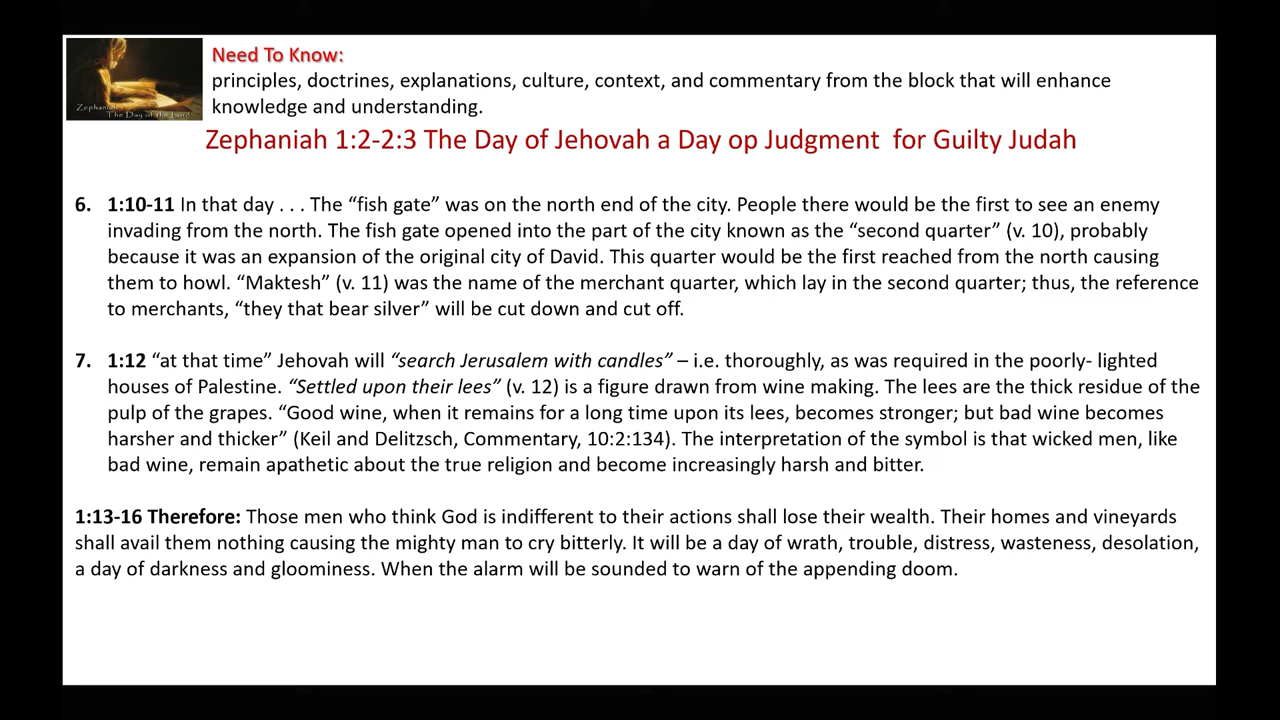 Need To Know:
principles, doctrines, explanations, culture, context, and commentary from the block that will enhance
knowledge and understanding.
Zephaniah
The Day of the Lord
Zephaniah 1:2-2:3 The Day of Jehovah a Day op Judgment for Guilty Judah
6. 1:10-11 In that day . . . The “fish gate” was on the north end of the city. People there would be the first to see an enemy
invading from the north. The fish gate opened into the part of the city known as the “second quarter” (v. 10), probably
because it was an expansion of the original city of David. This quarter would be the first reached from the north causing
them to howl. “Maktesh” (v. 11) was the name of the merchant quarter, which lay in the second quarter; thus, the reference
to merchants, “they that bear silver” will be cut down and cut off.
7. 1:12 “at that time” Jehovah will “search Jerusalem with candles” – i.e. thoroughly, as was required in the poorly- lighted
houses of Palestine. “Settled upon their lees” (v. 12) is a figure drawn from wine making. The lees are the thick residue of the
pulp of the grapes. “Good wine, when it remains for a long time upon its lees, becomes stronger; but bad wine becomes
harsher and thicker” (Keil and Delitzsch, Commentary, 10:2:134). The interpretation of the symbol is that wicked men, like
bad wine, remain apathetic about the true religion and become increasingly harsh and bitter.
1:13-16 Therefore: Those men who think God is indifferent to their actions shall lose their wealth. Their homes and vineyards
shall avail them nothing causing the mighty man to cry bitterly. It will be a day of wrath, trouble, distress, wasteness, desolation,
a day of darkness and gloominess. When the alarm will be sounded to warn of the appending doom.